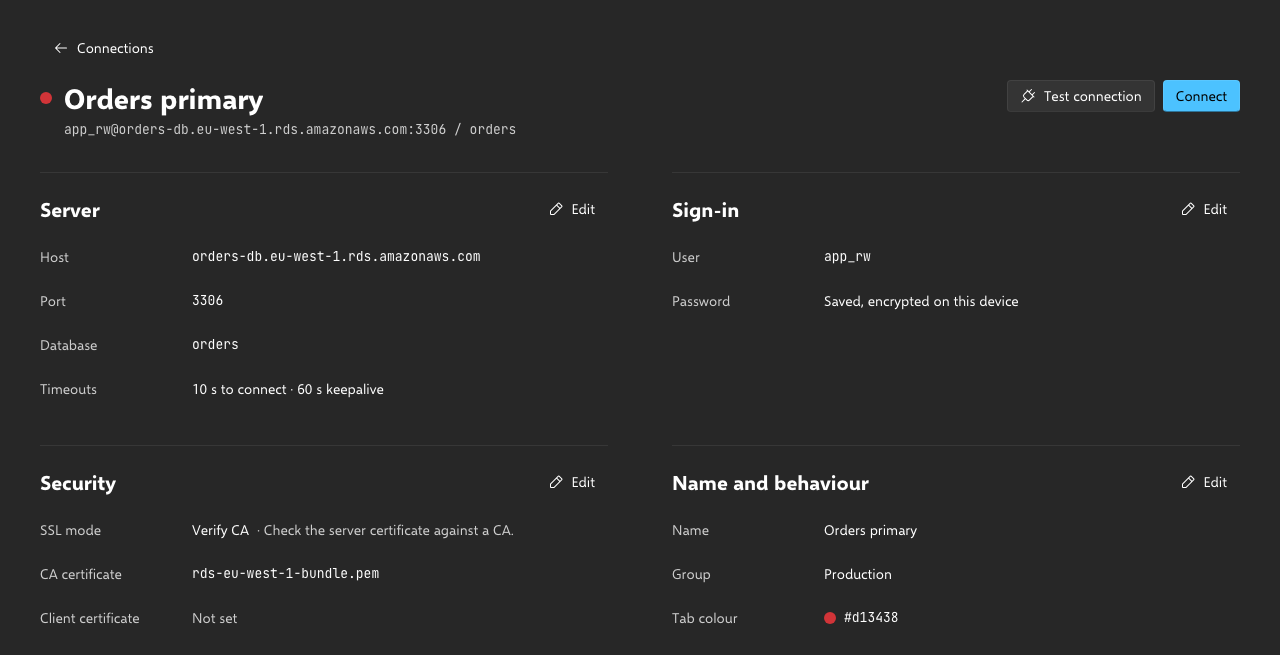 Connections
Orders primary
Test connection
Connect
app_rw@orders-db.eu-west-1.rds.amazonaws.com:3306 / orders
Server
Edit
Host
orders-db.eu-west-1.rds.amazonaws.com
Port
3306
Database
orders
Timeouts
10 s to connect · 60 s keepalive
Sign-in
Edit
User
app_rw
Password
Saved, encrypted on this device
Security
Edit
SSL mode
Verify CA · Check the server certificate against a CA.
CA certificate
rds-eu-west-1-bundle.pem
Client certificate
Not set
Name and behaviour
Edit
Name
Orders primary
Group
Production
Tab colour
#d13438